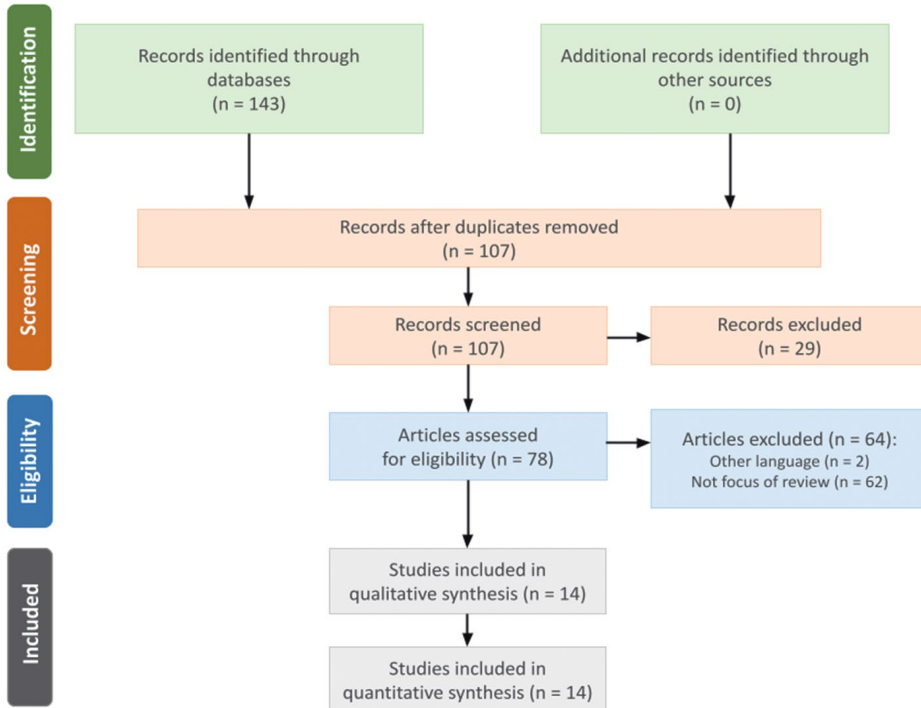 Identification
Records identified through
databases
(n = 143)
Additional records identified through
other sources
(n = 0)
Screening
Records after duplicates removed
(n = 107)
Records screened
(n = 107)
Records excluded
(n = 29)
Eligibility
Articles assessed
for eligibility (n = 78)
Articles excluded (n = 64):
Other language (n = 2)
Not focus of review (n = 62)
Included
Studies included in
qualitative synthesis (n = 14)
Studies included in
quantitative synthesis (n = 14)